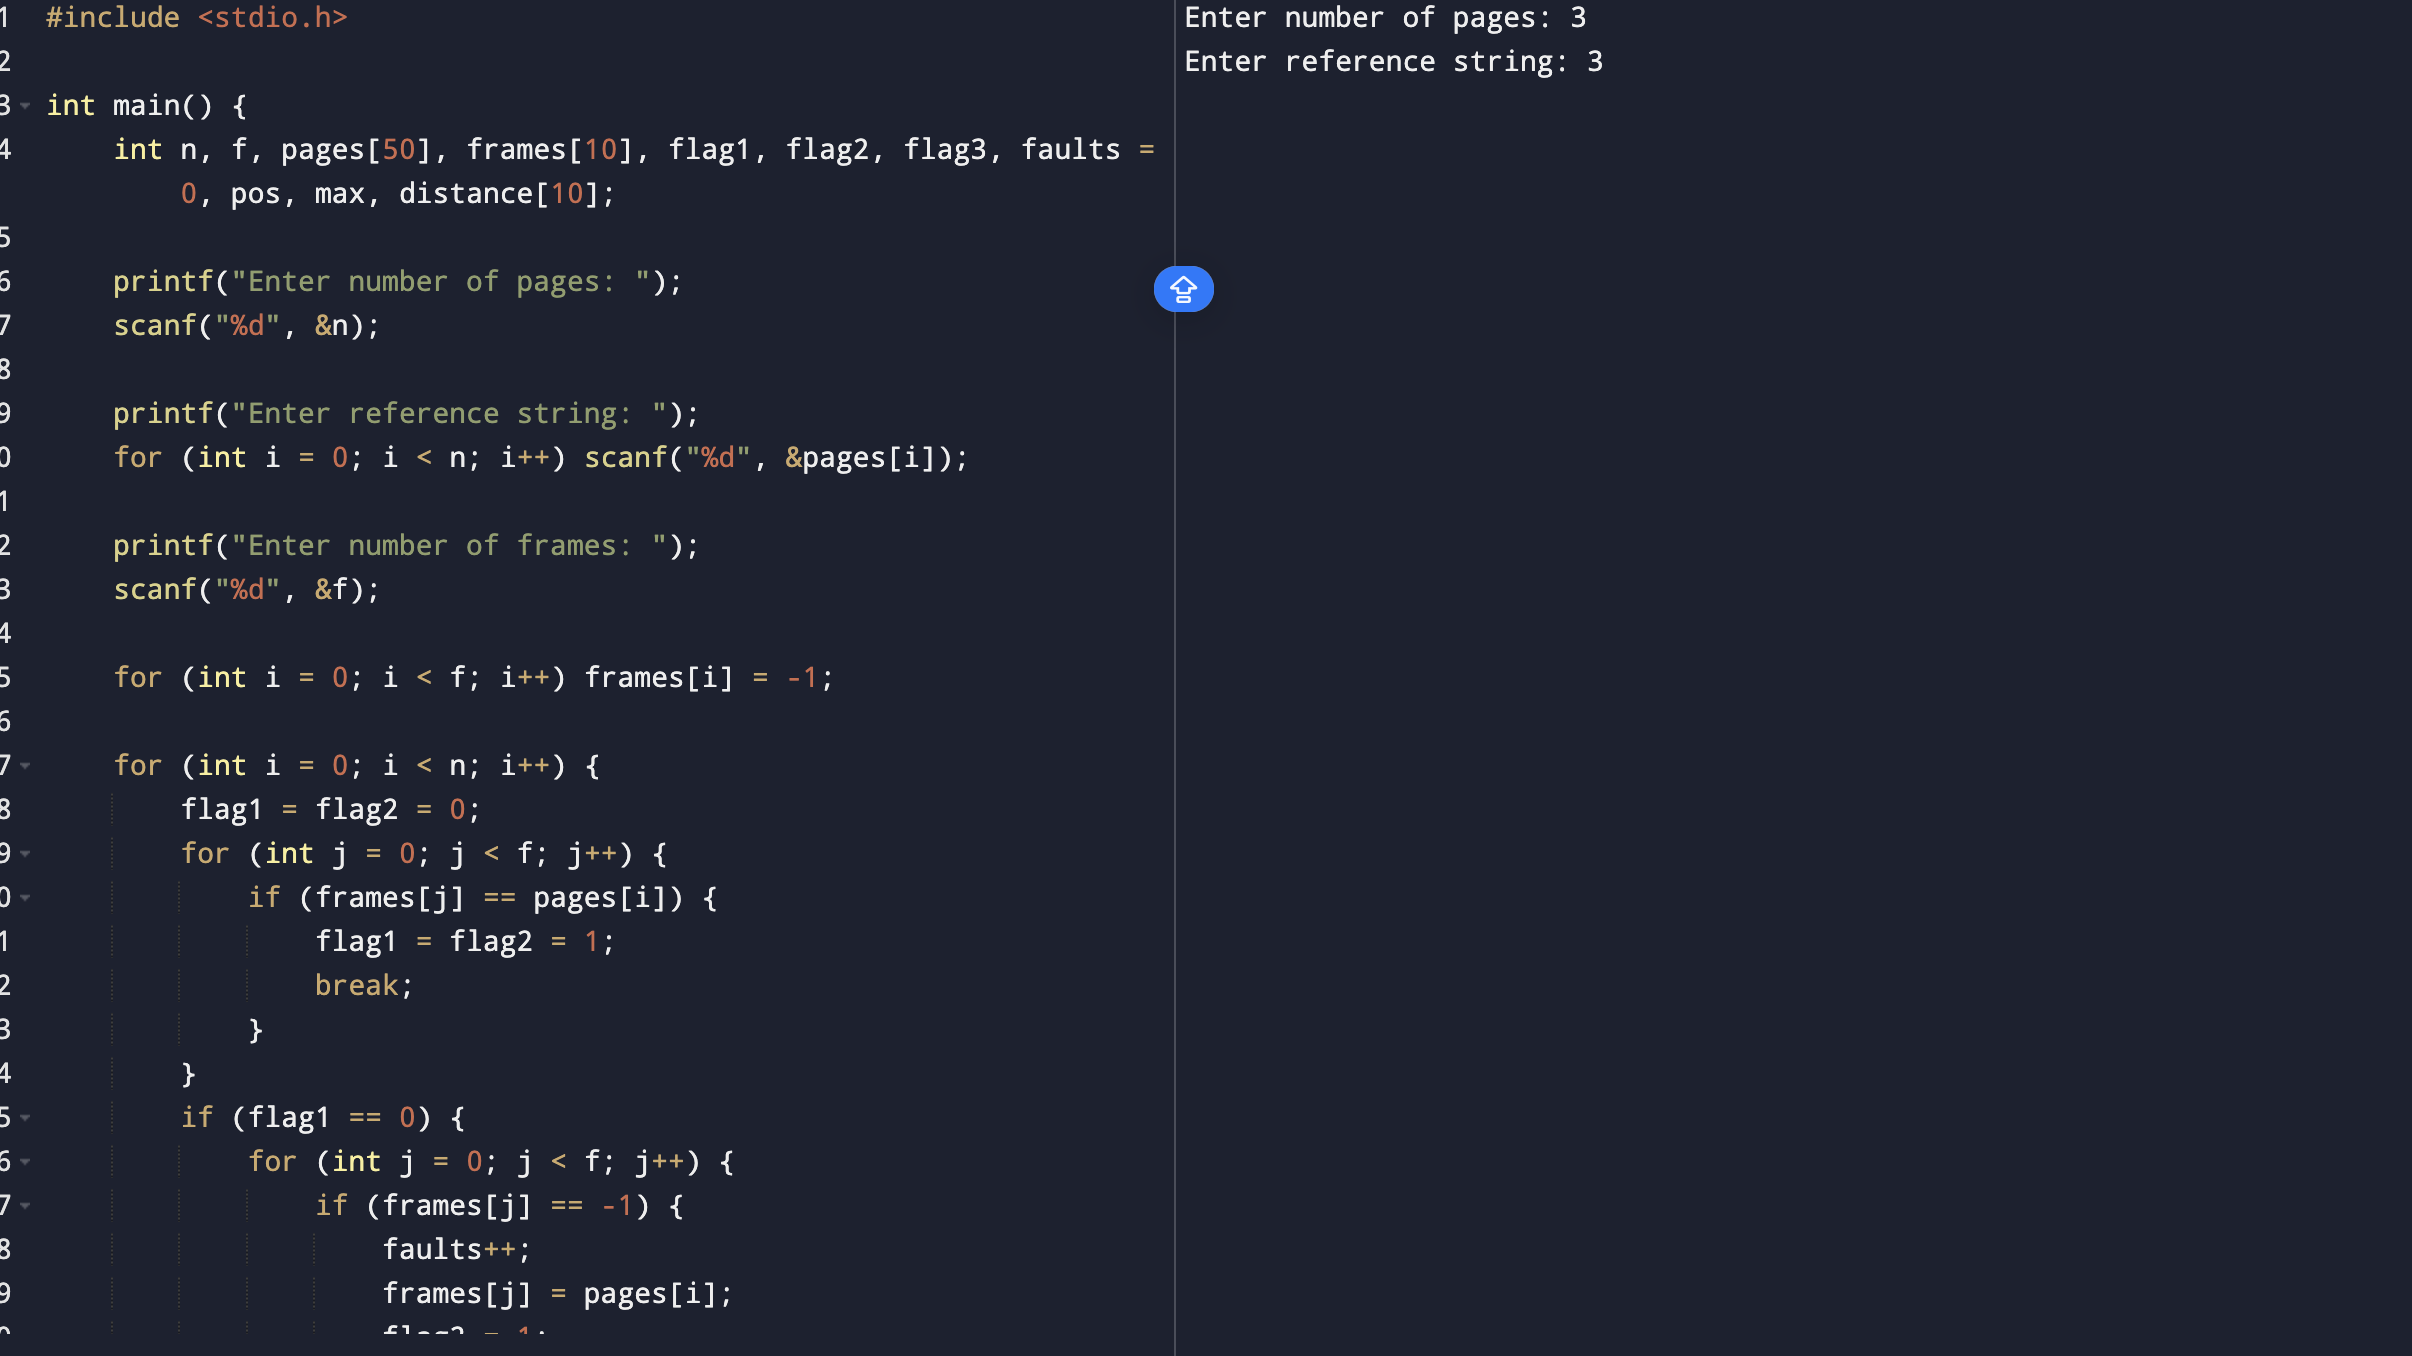 1 #include <stdio.h>
2
3 int main() {
4     int n, f, pages[50], frames[10], flag1, flag2, flag3, faults =
        0, pos, max, distance[10];
5
6     printf("Enter number of pages: ");
7     scanf("%d", &n);
8
9     printf("Enter reference string: ");
0     for (int i = 0; i < n; i++) scanf("%d", &pages[i]);
1
2     printf("Enter number of frames: ");
3     scanf("%d", &f);
4
5     for (int i = 0; i < f; i++) frames[i] = -1;
6
7     for (int i = 0; i < n; i++) {
8         flag1 = flag2 = 0;
9         for (int j = 0; j < f; j++) {
0             if (frames[j] == pages[i]) {
1                 flag1 = flag2 = 1;
2                 break;
3             }
4         }
5         if (flag1 == 0) {
6             for (int j = 0; j < f; j++) {
7                 if (frames[j] == -1) {
8                     faults++;
9                     frames[j] = pages[i];
Enter number of pages: 3
Enter reference string: 3